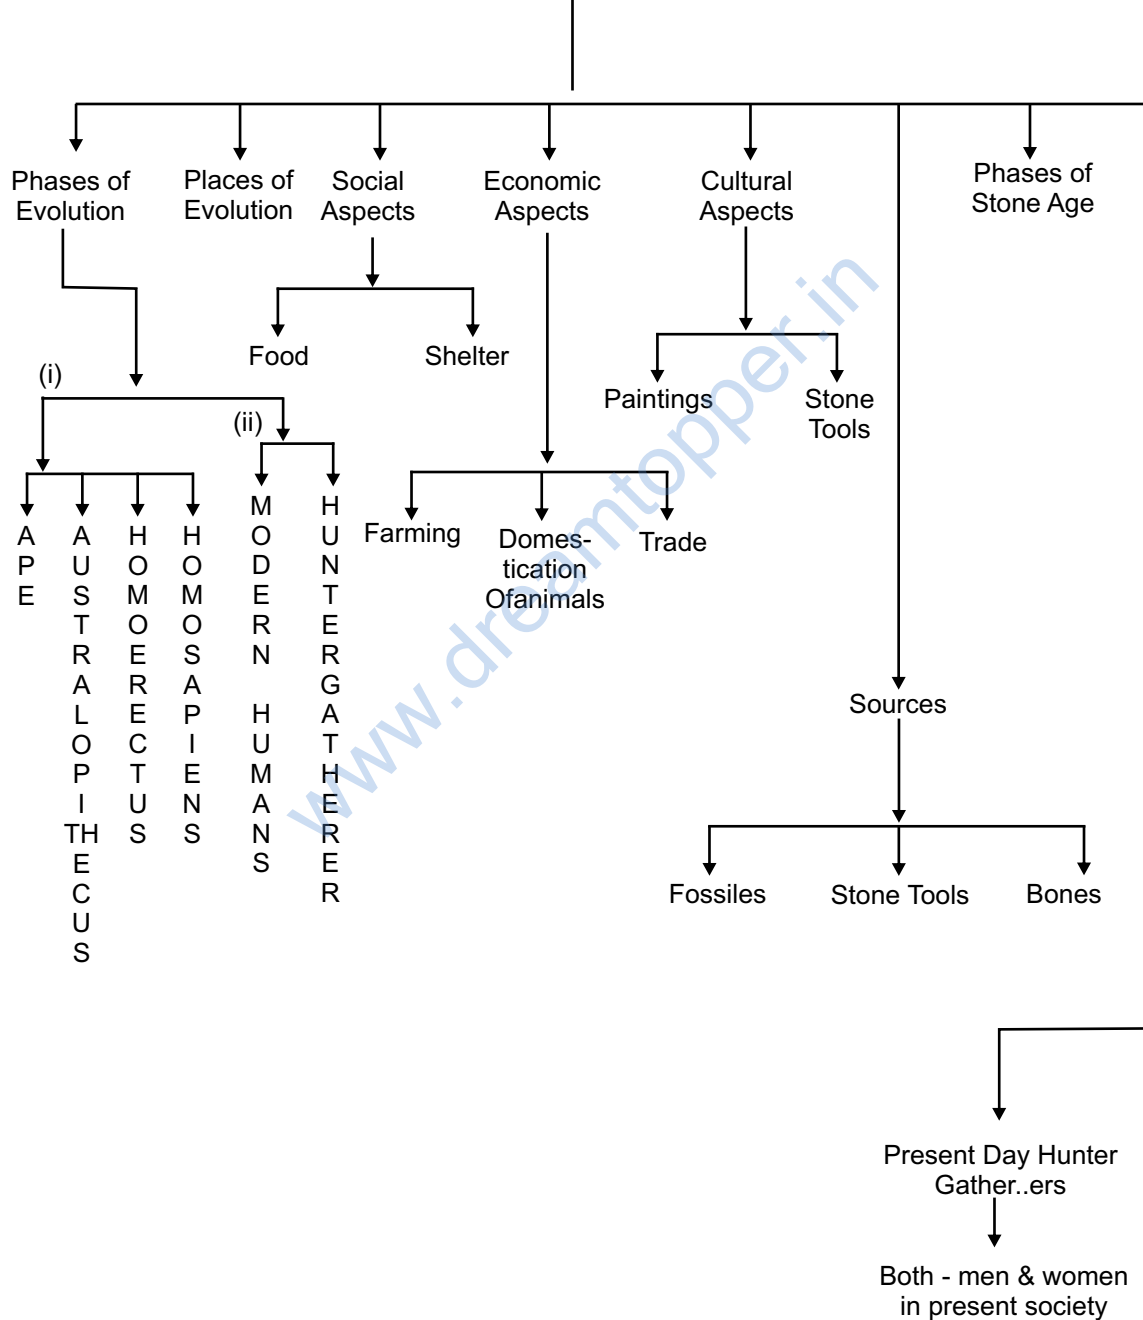 Phases of
Evolution
Places of
Evolution
Social
Aspects
Economic
Aspects
Cultural
Aspects
Phases of
Stone Age
Food
Shelter
Paintings
Stone
Tools
(i)
(ii)
APE
AUSTRALOPITHECUS
HOMOERECTUS
HOMOSAPIENS
MODERN HUMANS
HUNTERGATHERER
Farming
Domes-
tication
Ofanimals
Trade
Sources
Fossiles
Stone Tools
Bones
Present Day Hunter
Gather..ers
Both - men & women
in present society
www.dreamtopper.in